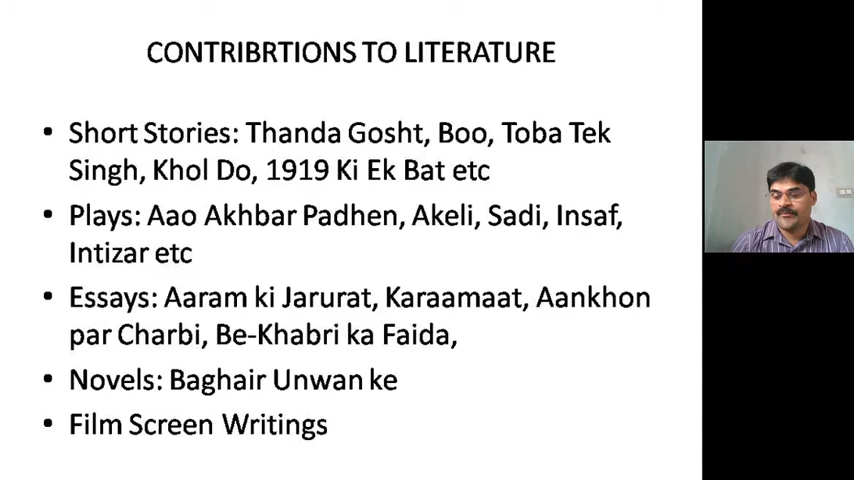 CONTRIBRTIONS TO LITERATURE
• Short Stories: Thanda Gosht, Boo, Toba Tek
Singh, Khol Do, 1919 Ki Ek Bat etc
• Plays: Aao Akhbar Padhen, Akeli, Sadi, Insaf,
Intizar etc
• Essays: Aaram ki Jarurat, Karaamaat, Aankhon
par Charbi, Be-Khabri ka Faida,
• Novels: Baghair Unwan ke
• Film Screen Writings